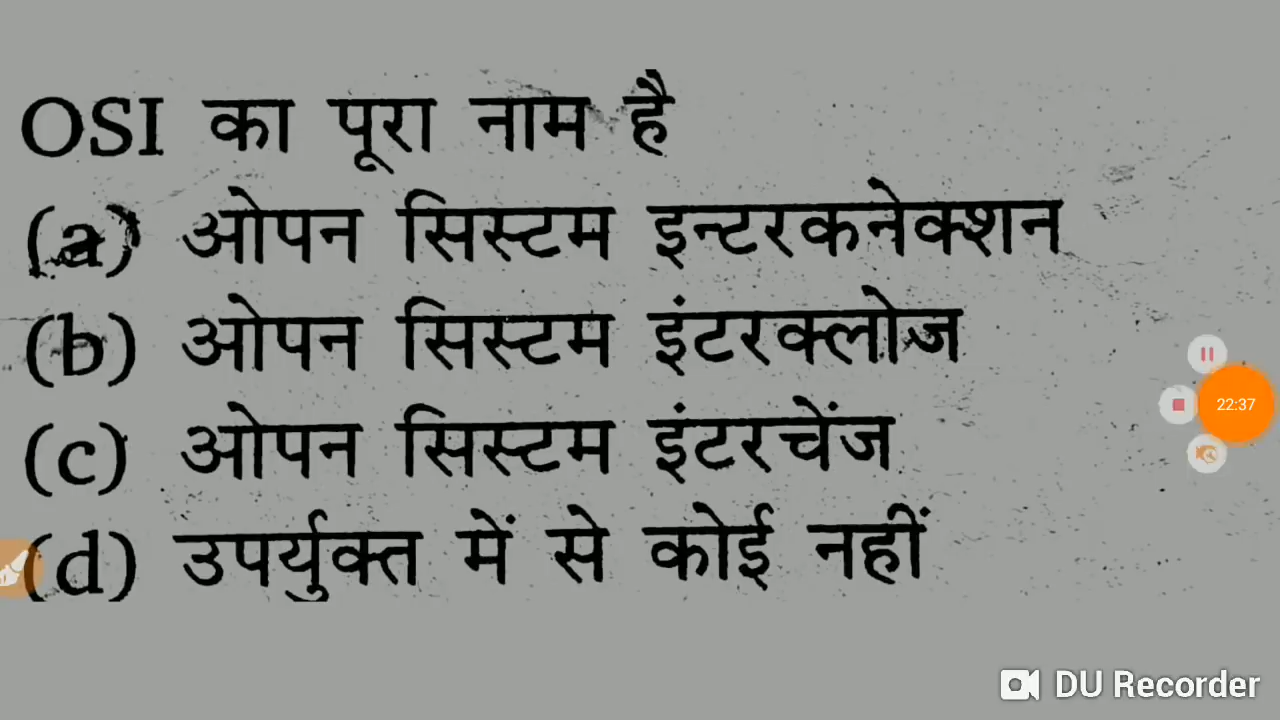 OSI का पूरा नाम है
(a) ओपन सिस्टम इन्टरकनेक्शन
(b) ओपन सिस्टम इंटरक्लोज
(c) ओपन सिस्टम इंटरचेंज
22:37
(d) उपर्युक्त में से कोई नहीं
DU Recorder